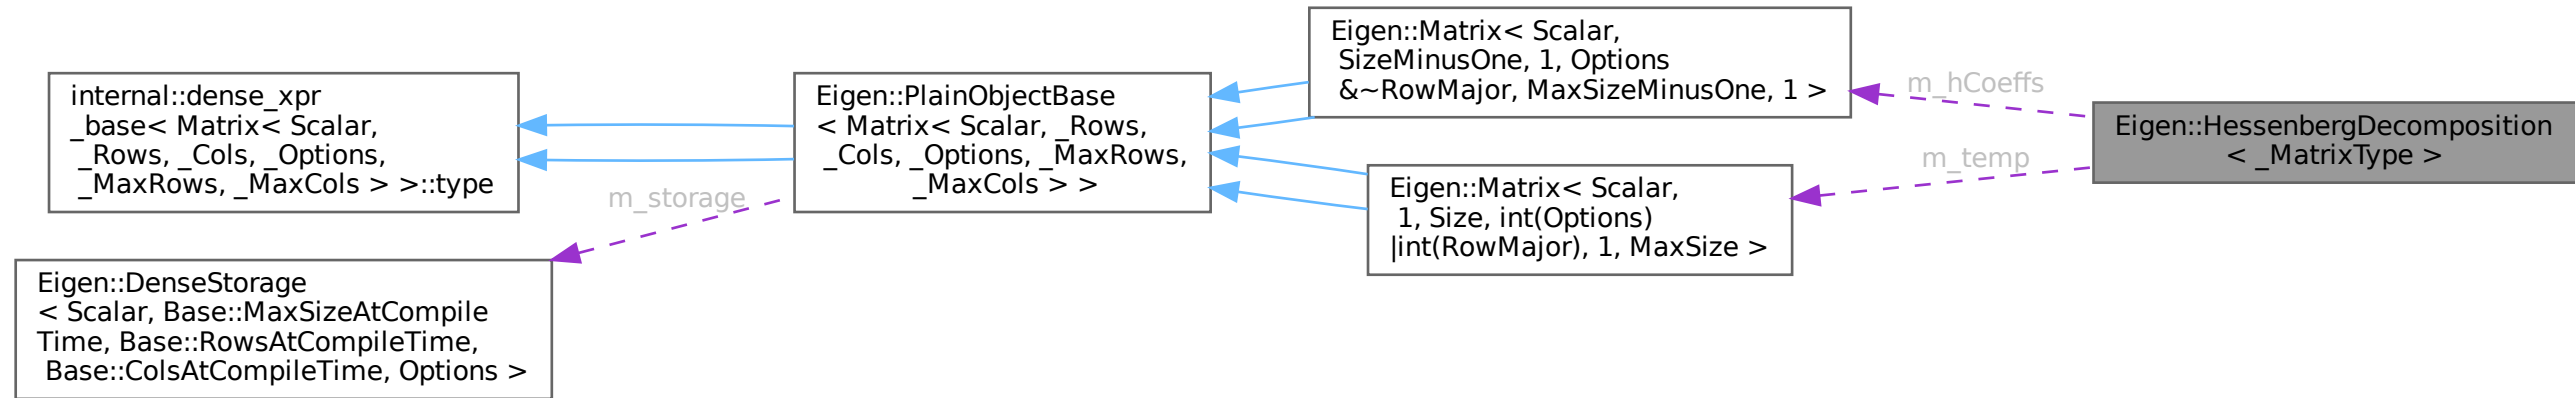 internal::dense_xpr
_base< Matrix< Scalar,
_Rows, _Cols, _Options,
_MaxRows, _MaxCols > >::type
Eigen::DenseStorage
< Scalar, Base::MaxSizeAtCompile
Time, Base::RowsAtCompileTime,
Base::ColsAtCompileTime, Options >
m_storage
Eigen::PlainObjectBase
< Matrix< Scalar, _Rows,
_Cols, _Options, _MaxRows,
_MaxCols > >
Eigen::Matrix< Scalar,
SizeMinusOne, 1, Options
&~RowMajor, MaxSizeMinusOne, 1 >
Eigen::Matrix< Scalar,
1, Size, int(Options)
|int(RowMajor), 1, MaxSize >
m_hCoeffs
m_temp
Eigen::HessenbergDecomposition
< _MatrixType >